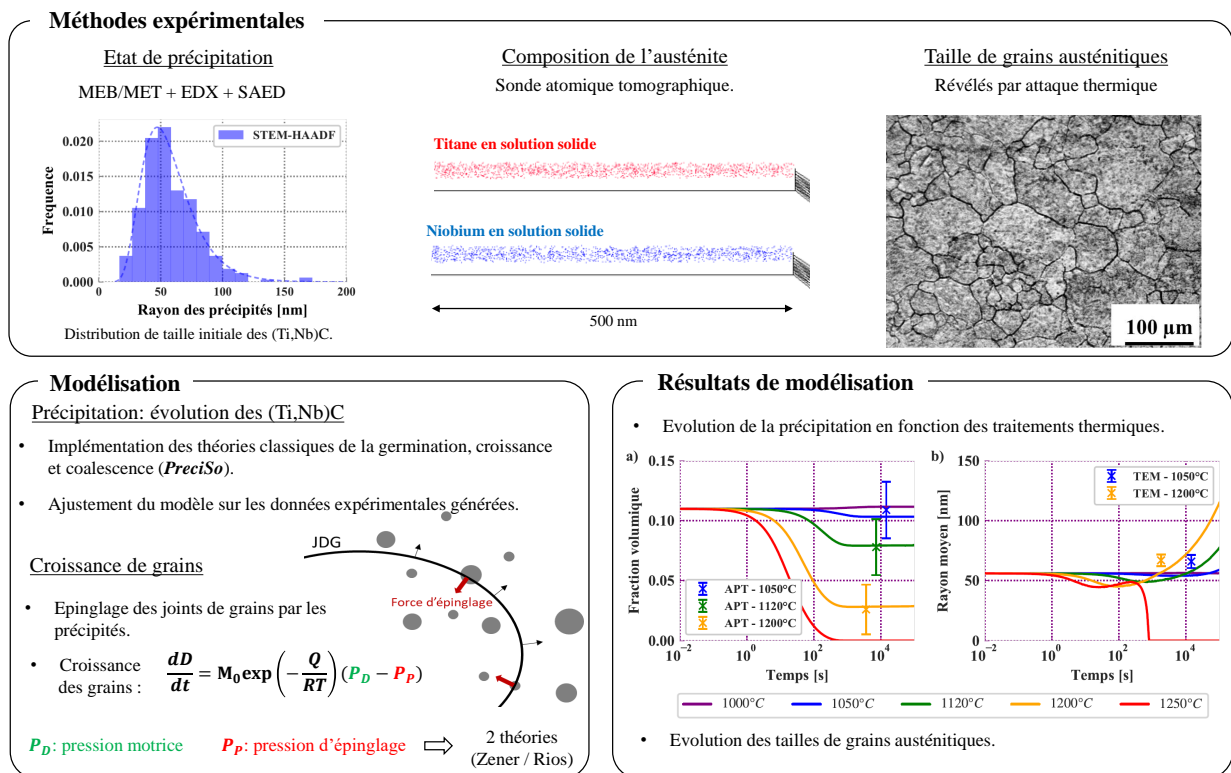 Méthodes expérimentales
Etat de précipitation
MEB/MET + EDX + SAED
STEM-HAADF
Frequence
0.020
0.015
0.010
0.005
0.000
0
50
100
150
200
Rayon des précipités [nm]
Distribution de taille initiale des (Ti,Nb)C.
Composition de l'austénite
Sonde atomique tomographique.
Titane en solution solide
Niobium en solution solide
500 nm
Taille de grains austénitiques
Révélés par attaque thermique
100 µm
Modélisation
Précipitation: évolution des (Ti,Nb)C
• Implémentation des théories classiques de la germination, croissance
et coalescence (PreciSo).
• Ajustement du modèle sur les données expérimentales générées.
JDG
Force d'épinglage
Croissance de grains
• Epinglage des joints de grains par les
précipités.
• Croissance
des grains :
dD/dt = M₀exp(−Q/RT)(P_D − P_P)
P_D: pression motrice
P_P: pression d'épinglage
2 théories
(Zener / Rios)
Résultats de modélisation
• Evolution de la précipitation en fonction des traitements thermiques.
a)
Fraction volumique
0.15
0.10
0.05
0.00
APT - 1050°C
APT - 1120°C
APT - 1200°C
10⁻²
10⁰
10²
10⁴
Temps [s]
b)
Rayon moyen [nm]
150
100
50
0
TEM - 1050°C
TEM - 1200°C
10⁻²
10⁰
10²
10⁴
Temps [s]
1000°C
1050°C
1120°C
1200°C
1250°C
• Evolution des tailles de grains austénitiques.